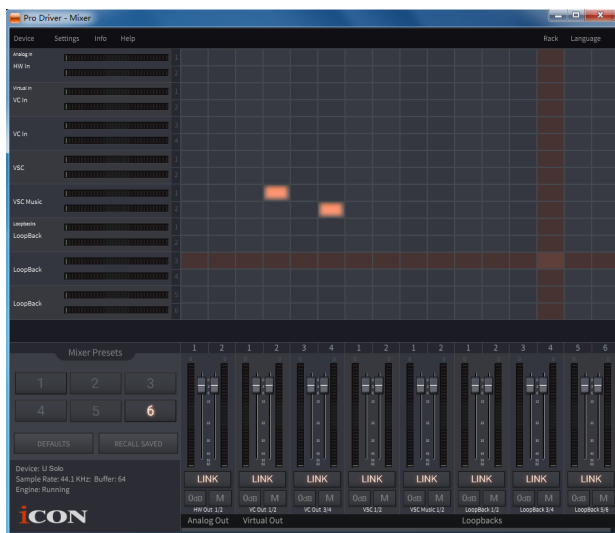 Pro Driver - Mixer
Device Settings Info Help Rack Language
Analog In
HW In
1
2
Virtual In
VC In
1
2
VC In
3
4
VSC
1
2
VSC Music
1
2
Loopbacks
LoopBack
1
2
LoopBack
3
4
LoopBack
5
6
Mixer Presets
1 2 3
4 5 6
DEFAULTS RECALL SAVED
Device: U Solo
Sample Rate: 44.1 KHz: Buffer: 64
Engine: Running
iCON
1 2 1 2 3 4 1 2 1 2 1 2 3 4 5 6
LINK LINK LINK LINK LINK LINK LINK LINK
0dB M 0dB M 0dB M 0dB M 0dB M 0dB M 0dB M 0dB M
HW Out 1/2 VC Out 1/2 VC Out 3/4 VSC 1/2 VSC Music 1/2 LoopBack 1/2 LoopBack 3/4 LoopBack 5/6
Analog Out Virtual Out Loopbacks